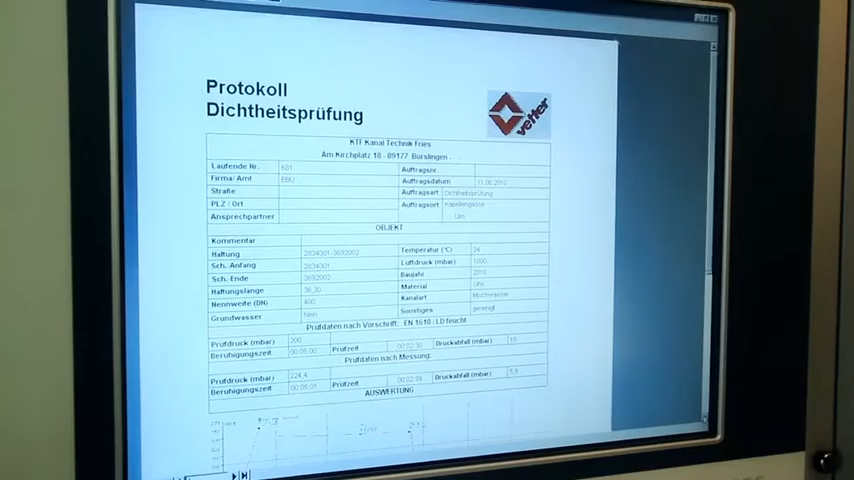 Protokoll
Dichtheitsprüfung
vetter
KTF Kanal Technik Fries
Am Kirchplatz 18 - 89177 Börslingen
Laufende Nr. 681 Auftragsnr.
Firma/ Amt EBU Auftragsdatum 11.06.2010
Straße Auftragsart Dichtheitsprüfung
PLZ / Ort Auftragsort Kapellengasse
Ansprechpartner Ulm
OBJEKT
Kommentar
Haltung 2834001-3692002 Temperatur (°C) 24
Sch. Anfang 2834001 Luftdruck (mbar) 1000
Sch. Ende 3692002 Baujahr 2010
Haltungslänge 36,30 Material GFK
Nennweite (DN) 400 Kanalart Mischwasser
Grundwasser Nein Sonstiges gereinigt
Prüfdaten nach Vorschrift: EN 1610 / LD feucht
Prüfdruck (mbar) 200
Beruhigungszeit 00:05:00 Prüfzeit 00:02:30 Druckabfall (mbar) 15
Prüfdaten nach Messung:
Prüfdruck (mbar) 224,4
Beruhigungszeit 00:05:01 Prüfzeit Druckabfall (mbar)
AUSWERTUNG